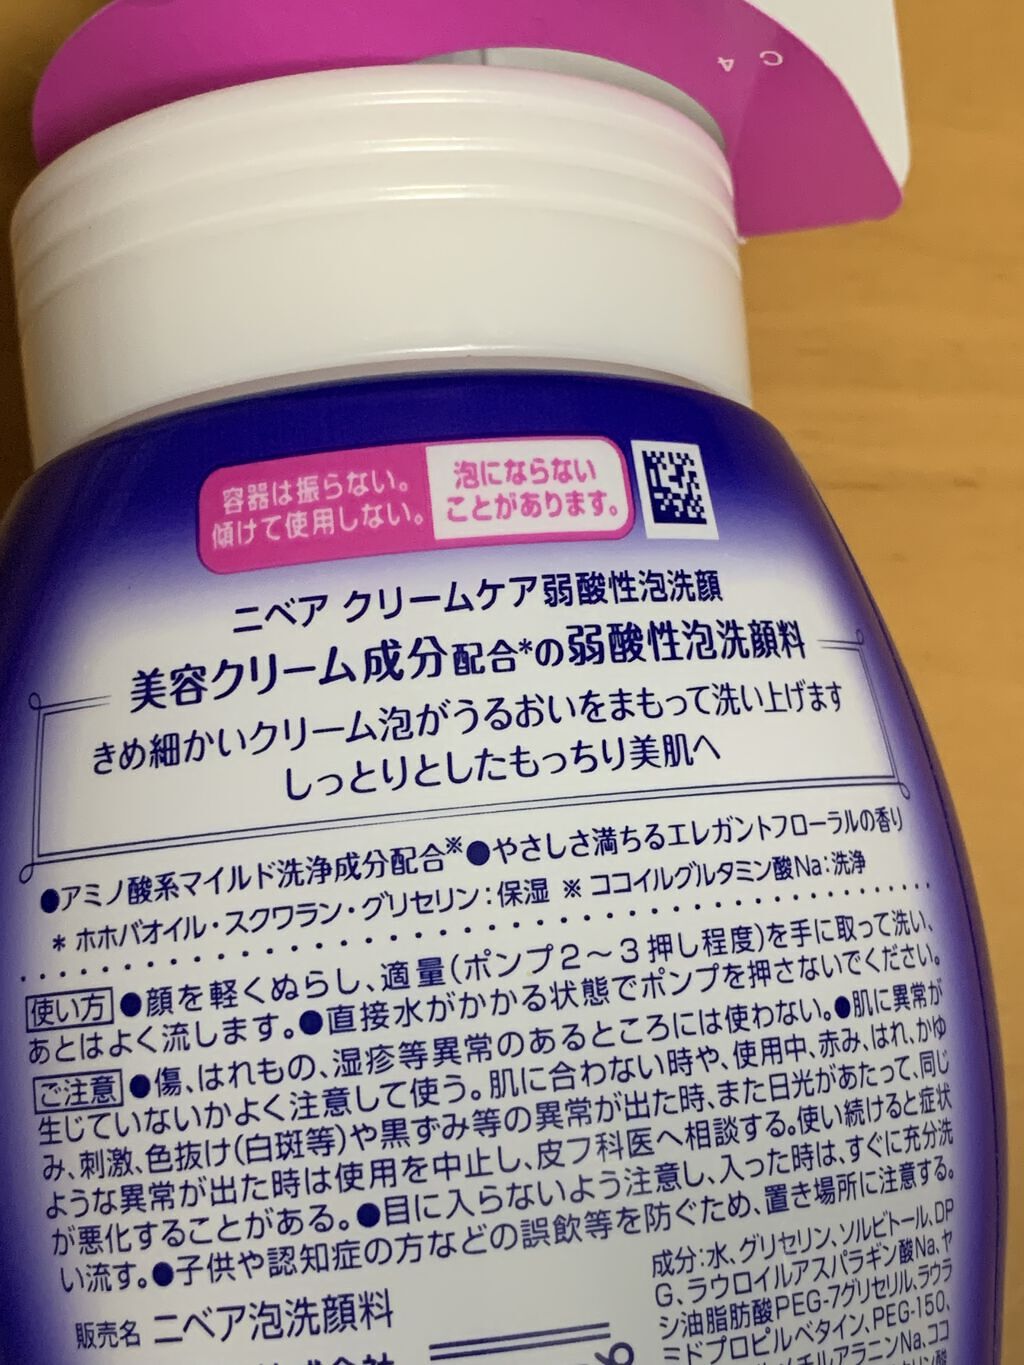 C 4
容器は振らない。
傾けて使用しない。
泡にならない
ことがあります。
ニベア クリームケア弱酸性泡洗顔
美容クリーム成分配合*の弱酸性泡洗顔料
きめ細かいクリーム泡がうるおいをまもって洗い上げます
しっとりとしたもっちり美肌へ
●アミノ酸系マイルド洗浄成分配合※●やさしさ満ちるエレガントフローラルの香り
* ホホバオイル・スクワラン・グリセリン:保湿 ※ ココイルグルタミン酸Na:洗浄
使い方 ●顔を軽くぬらし、適量(ポンプ2~3押し程度)を手に取って洗い、
あとはよく流します。●直接水がかかる状態でポンプを押さないでください。
ご注意 ●傷、はれもの、湿疹等異常のあるところには使わない。●肌に異常が
生じていないかよく注意して使う。肌に合わない時や、使用中、赤み、はれ、かゆ
み、刺激、色抜け(白斑等)や黒ずみ等の異常が出た時、また日光があたって、同じ
ような異常が出た時は使用を中止し、皮フ科医へ相談する。使い続けると症状
が悪化することがある。●目に入らないよう注意し、入った時は、すぐに充分洗
い流す。●子供や認知症の方などの誤飲等を防ぐため、置き場所に注意する。
販売名 ニベア泡洗顔料
成分:水、グリセリン、ソルビトール、DP
G、ラウロイルアスパラギン酸Na、ヤ
シ油脂肪酸PEG-7グリセリル、ラウラ
ミドプロピルベタイン、PEG-150、
メチルアラニンNa、ココ